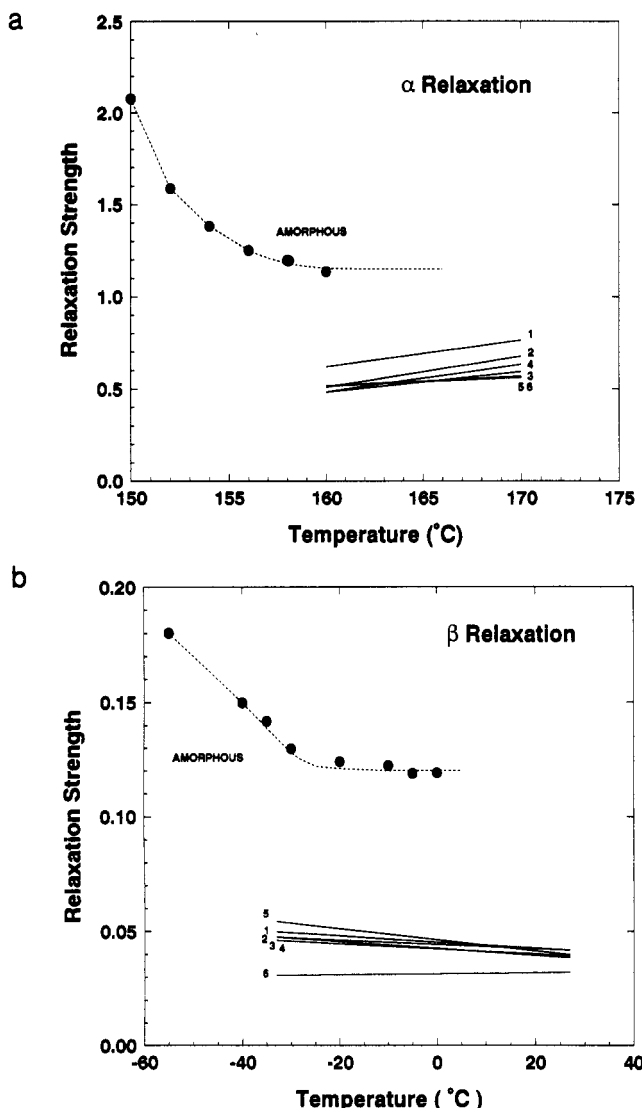 a
Relaxation Strength
2.5
2.0
1.5
1.0
0.5
0.0
α Relaxation
AMORPHOUS
1
2
4
3
5 6
150 155 160 165 170 175
Temperature (°C)
b
Relaxation Strength
0.20
0.15
0.10
0.05
0.00
β Relaxation
AMORPHOUS
5
1
2 3 4
6
-60 -40 -20 0 20 40
Temperature (°C)